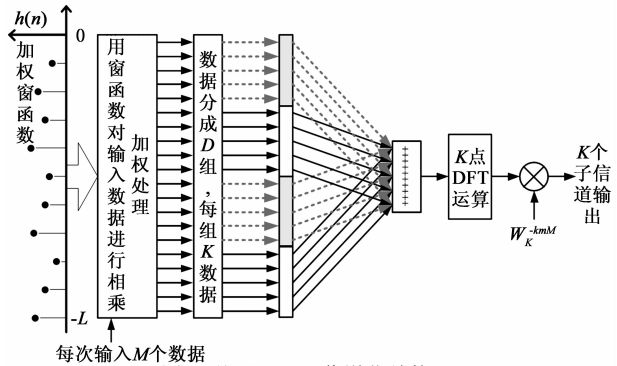 h(n)
0
加权窗函数
-L
用窗函数对输入数据进行相乘
加权处理
数据分成D组，每组K数据
K点
DFT
运算
W_K^{-kmM}
K个
子信
道输
出
每次输入M个数据